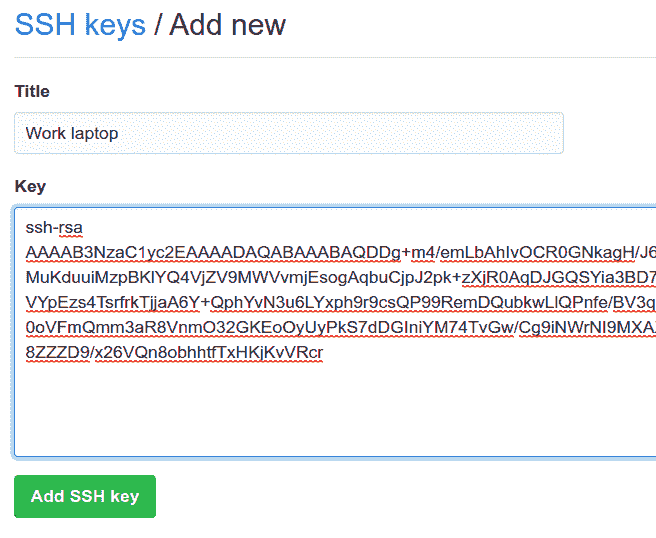 SSH keys / Add new
Title
Work laptop
Key
ssh-rsa
AAAAB3NzaC1yc2EAAAADAQABAAABAQDDg+m4/emLbAhIvOCR0GNkagH/J6
MuKduuiMzpBKlYQ4VjZV9MWVvmjEsogAqbuCjpJ2pk+zXjR0AqDJGQSYia3BD7
VYpEzs4TsrfrkTjjaA6Y+QphYvN3u6LYxph9r9csQP99RemDQubkwLlQPnfe/BV3q
0oVFmQmm3aR8VnmO32GKEoOyUyPkS7dDGIniYM74TvGw/Cg9iNWrNI9MXA
8ZZZD9/x26VQn8obhhtfTxHKjKvVRcr
Add SSH key